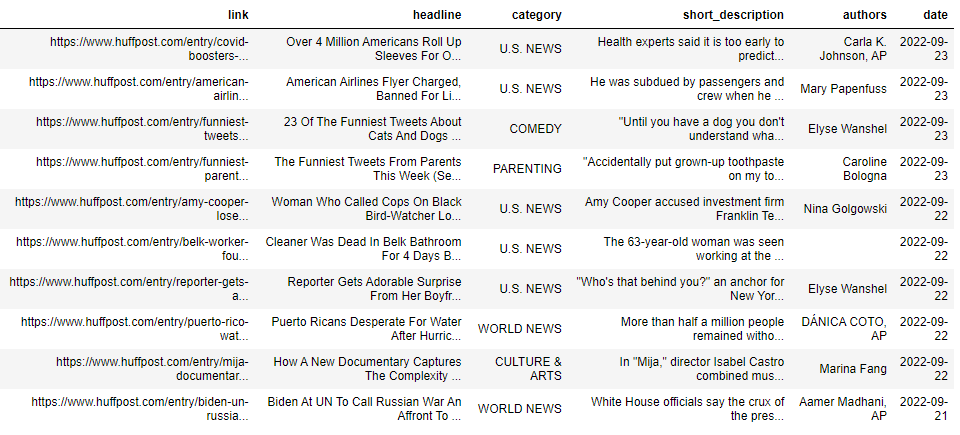 link headline category short_description authors date
https://www.huffpost.com/entry/covid-boosters-... Over 4 Million Americans Roll Up Sleeves For O... U.S. NEWS Health experts said it is too early to predict... Carla K. Johnson, AP 2022-09-23
https://www.huffpost.com/entry/american-airlin... American Airlines Flyer Charged, Banned For Li... U.S. NEWS He was subdued by passengers and crew when he ... Mary Papenfuss 2022-09-23
https://www.huffpost.com/entry/funniest-tweets... 23 Of The Funniest Tweets About Cats And Dogs ... COMEDY "Until you have a dog you don't understand wha... Elyse Wanshel 2022-09-23
https://www.huffpost.com/entry/funniest-parent... The Funniest Tweets From Parents This Week (Se... PARENTING "Accidentally put grown-up toothpaste on my to... Caroline Bologna 2022-09-23
https://www.huffpost.com/entry/amy-cooper-lose... Woman Who Called Cops On Black Bird-Watcher Lo... U.S. NEWS Amy Cooper accused investment firm Franklin Te... Nina Golgowski 2022-09-22
https://www.huffpost.com/entry/belk-worker-fou... Cleaner Was Dead In Belk Bathroom For 4 Days B... U.S. NEWS The 63-year-old woman was seen working at the ... 2022-09-22
https://www.huffpost.com/entry/reporter-gets-a... Reporter Gets Adorable Surprise From Her Boyfr... U.S. NEWS "Who's that behind you?" an anchor for New Yor... Elyse Wanshel 2022-09-22
https://www.huffpost.com/entry/puerto-rico-wat... Puerto Ricans Desperate For Water After Hurric... WORLD NEWS More than half a million people remained witho... DÁNICA COTO, AP 2022-09-22
https://www.huffpost.com/entry/mija-documentar... How A New Documentary Captures The Complexity ... CULTURE & ARTS In "Mija," director Isabel Castro combined mus... Marina Fang 2022-09-22
https://www.huffpost.com/entry/biden-un-russia... Biden At UN To Call Russian War An Affront To ... WORLD NEWS White House officials say the crux of the pres... Aamer Madhani, AP 2022-09-21